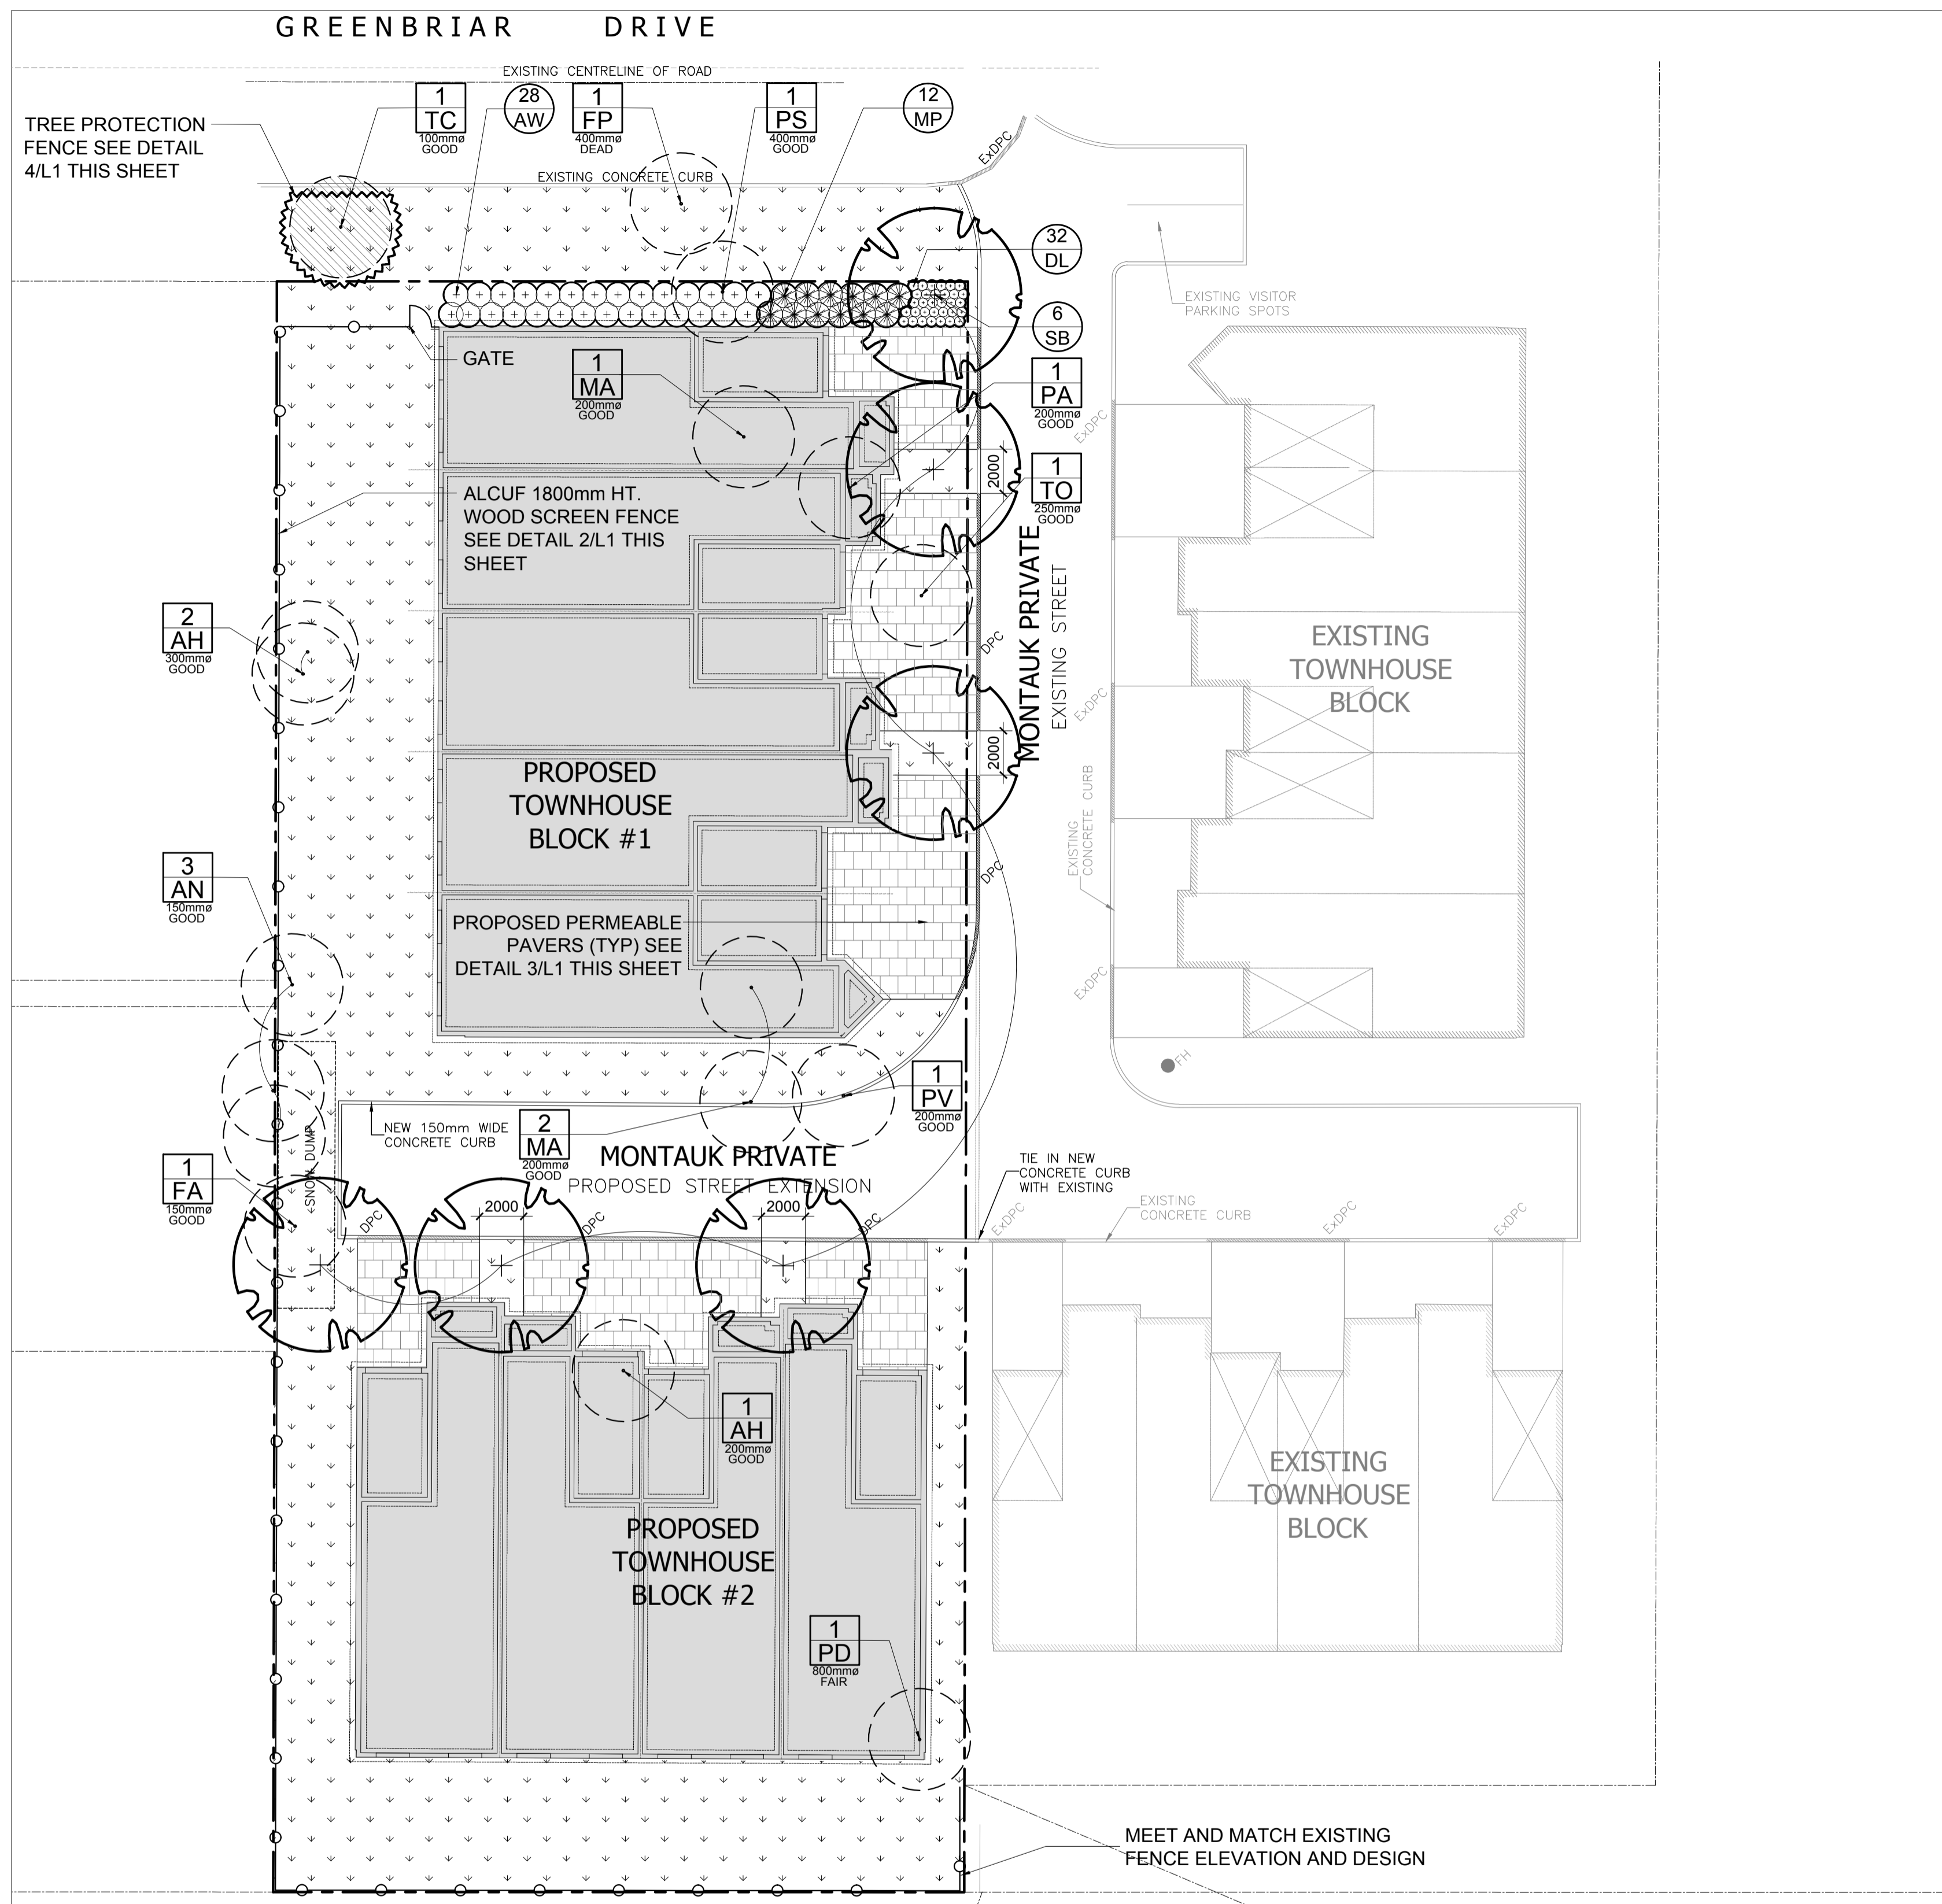 GREENBRIAR DRIVE
EXISTING CENTRELINE OF ROAD
TREE PROTECTION
FENCE SEE DETAIL
4/L1 THIS SHEET
1
TC
100mmø
GOOD
28
AW
1
FP
400mmø
DEAD
1
PS
400mmø
GOOD
12
MP
ExDPC
EXISTING CONCRETE CURB
32
DL
6
SB
EXISTING VISITOR
PARKING SPOTS
GATE
1
MA
200mmø
GOOD
1
PA
200mmø
GOOD
ExDPC
2000
1
TO
250mmø
GOOD
ALCUF 1800mm HT.
WOOD SCREEN FENCE
SEE DETAIL 2/L1 THIS
SHEET
MONTAUK PRIVATE
EXISTING STREET
DPC
2
AH
300mmø
GOOD
EXISTING
TOWNHOUSE
BLOCK
ExDPC
2000
PROPOSED
TOWNHOUSE
BLOCK #1
EXISTING
CONCRETE CURB
DPC
3
AN
150mmø
GOOD
PROPOSED PERMEABLE
PAVERS (TYP) SEE
DETAIL 3/L1 THIS SHEET
ExDPC
FH
1
PV
200mmø
GOOD
NEW 150mm WIDE
CONCRETE CURB
2
MA
200mmø
GOOD
MONTAUK PRIVATE
PROPOSED STREET EXTENSION
SNOW DUMP
1
FA
150mmø
GOOD
TIE IN NEW
CONCRETE CURB
WITH EXISTING
EXISTING
CONCRETE CURB
DPC
2000
DPC
2000
DPC
ExDPC
ExDPC
ExDPC
1
AH
200mmø
GOOD
EXISTING
TOWNHOUSE
BLOCK
PROPOSED
TOWNHOUSE
BLOCK #2
1
PD
800mmø
FAIR
MEET AND MATCH EXISTING
FENCE ELEVATION AND DESIGN